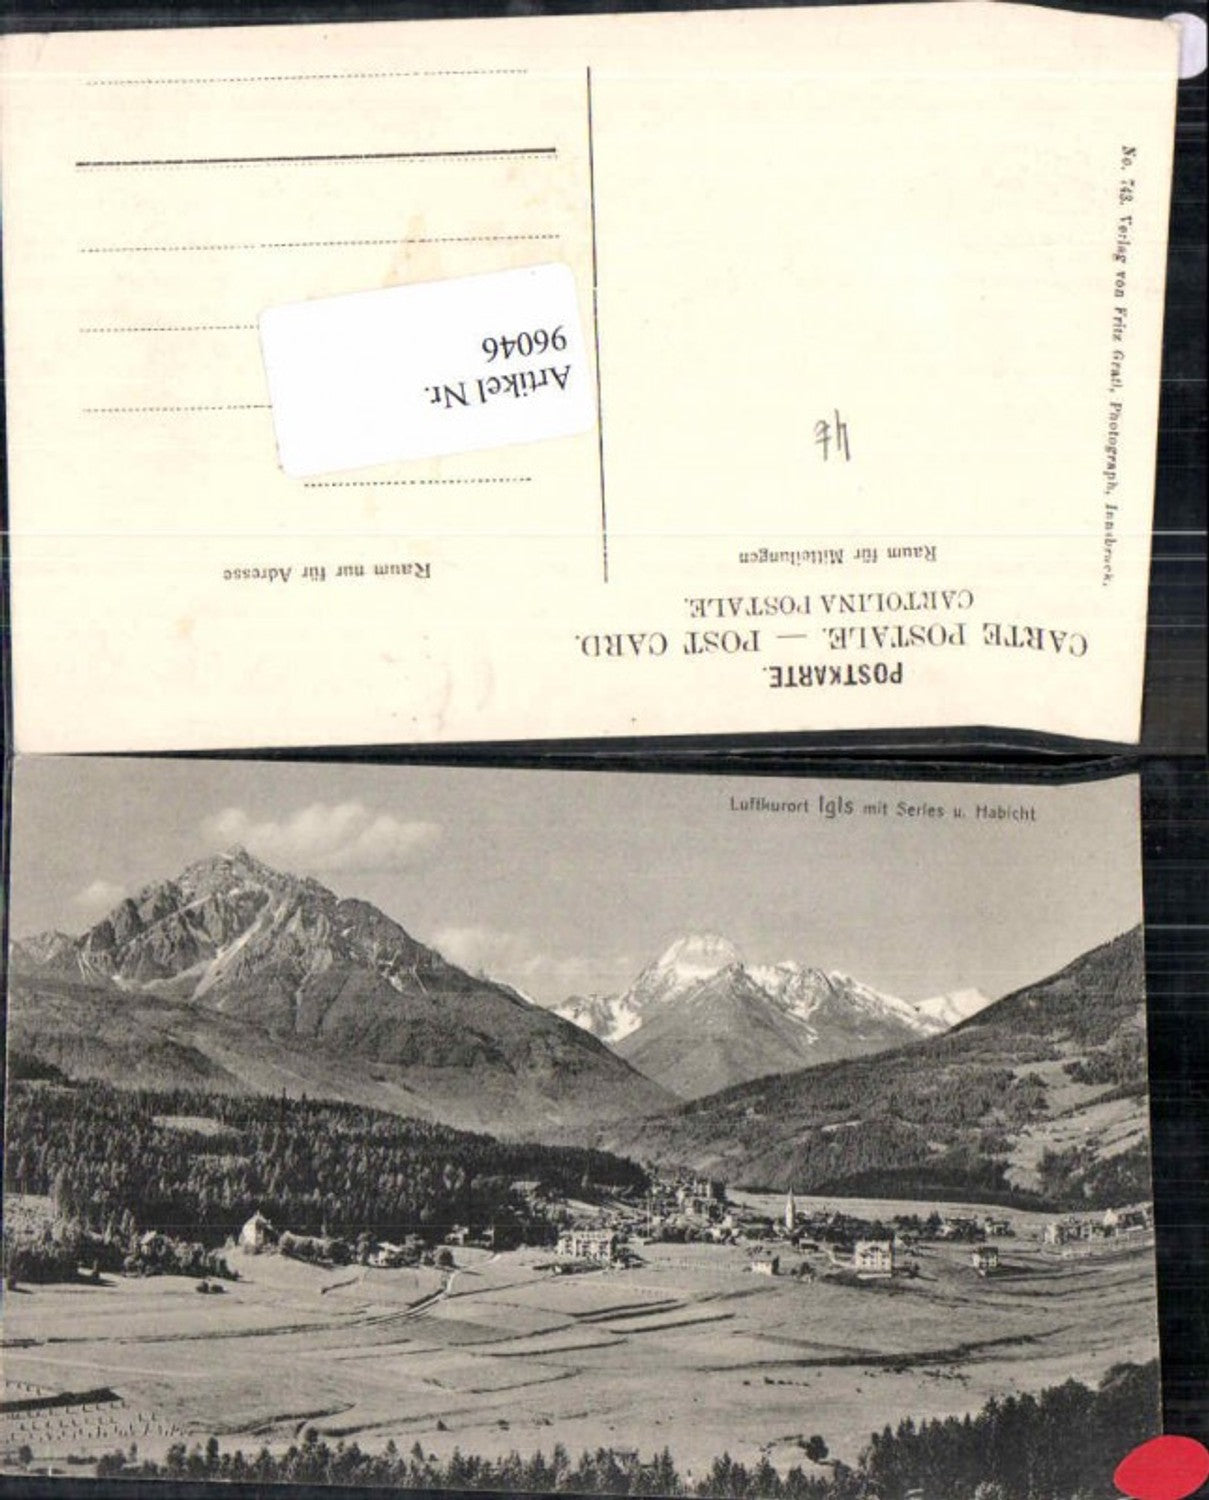 POSTKARTE.
CARTE POSTALE. — POST CARD.
CARTOLINA POSTALE.
Raum für Mitteilungen
Raum nur für Adresse
Artikel Nr.
96046
No. 743. Verlag von Fritz Gratl, Photograph, Innsbruck.
Luftkurort Igls mit Serles u. Habicht